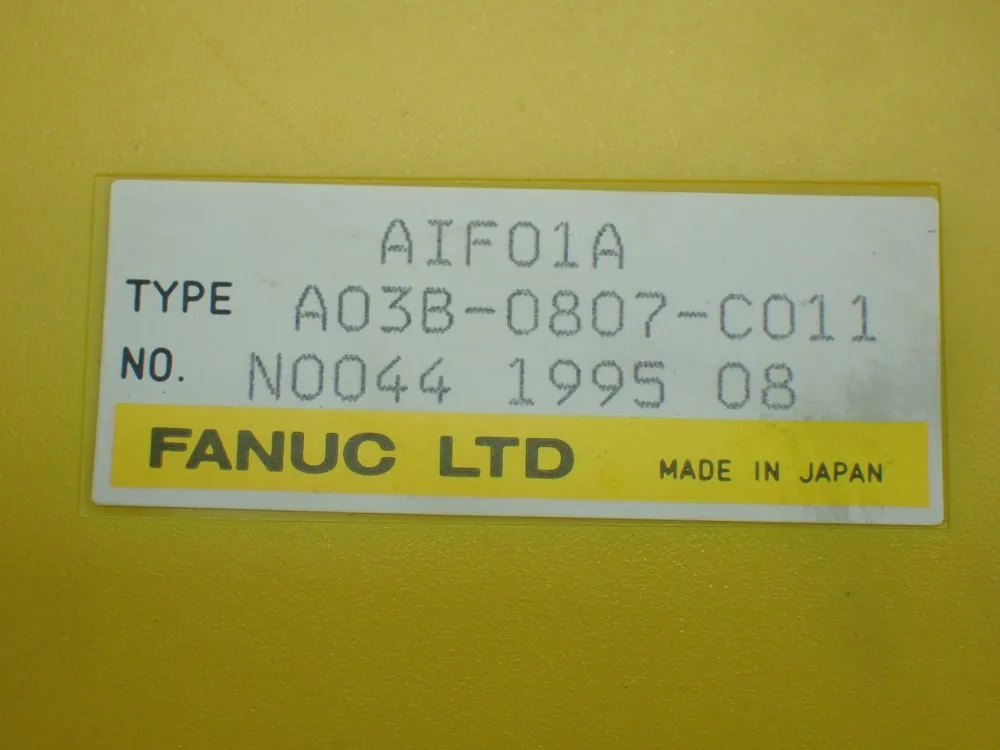 AIF01A
TYPE A03B-0807-C011
NO. N0044 1995 08
FANUC LTD MADE IN JAPAN